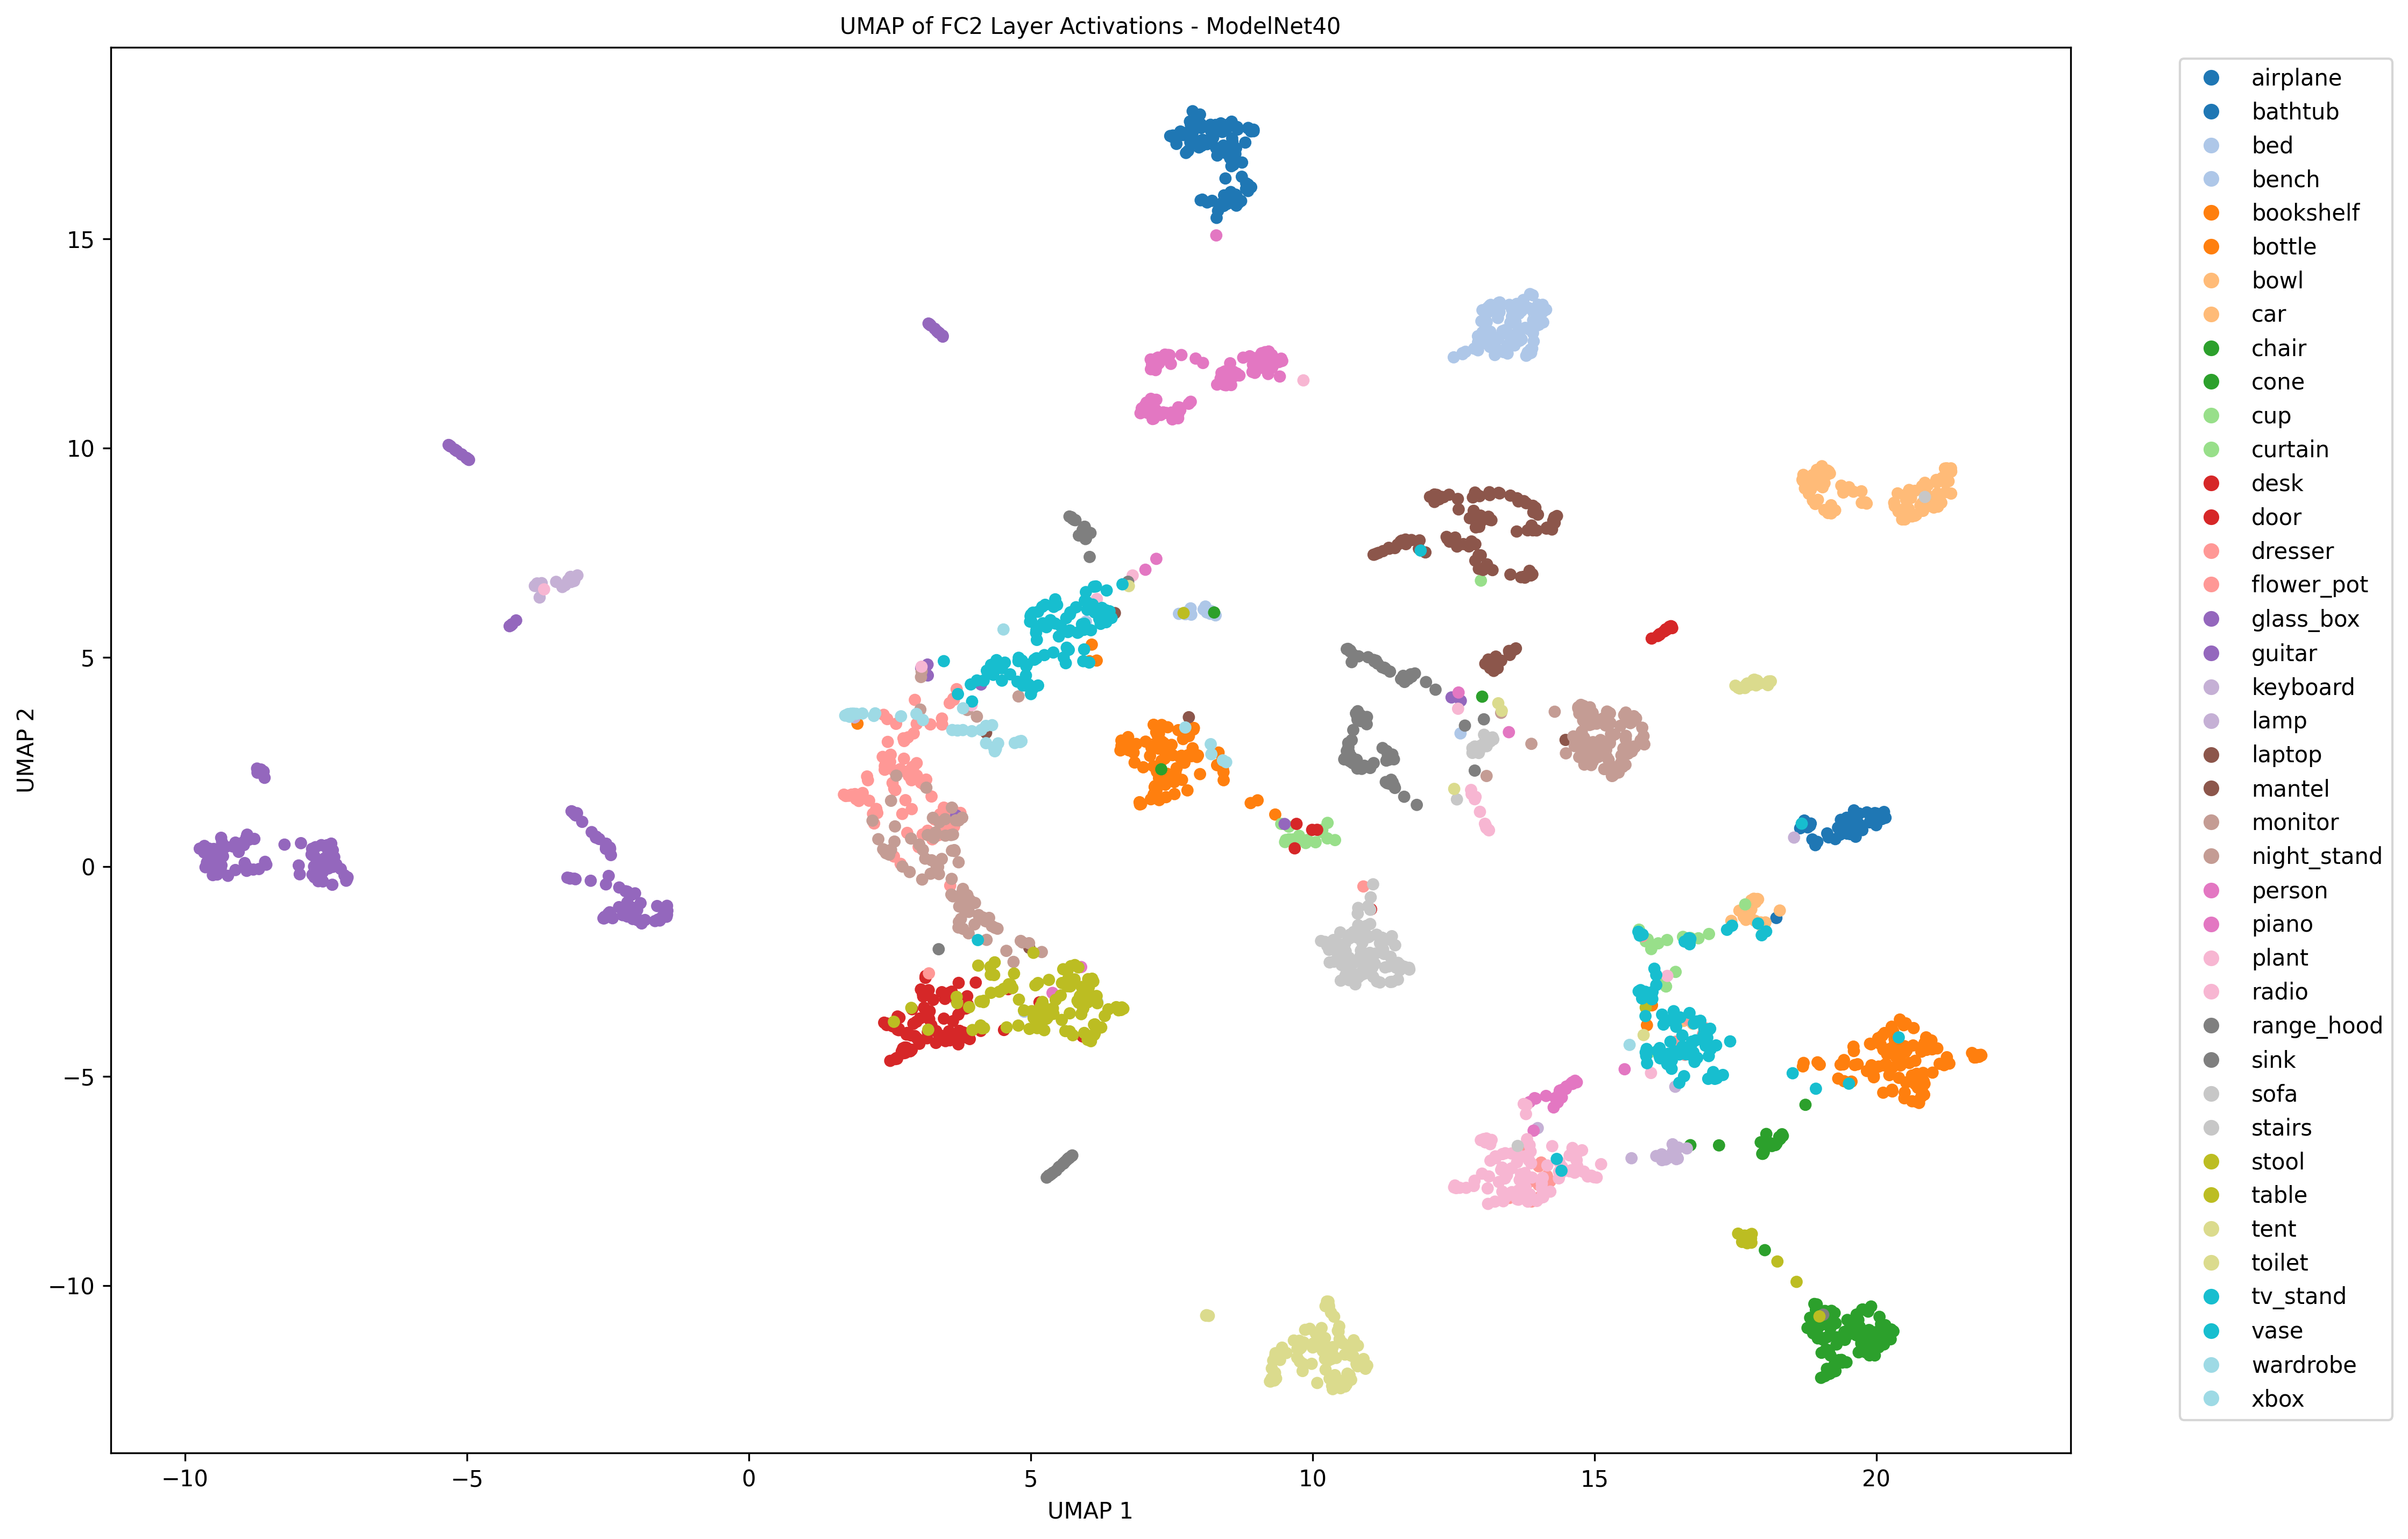 UMAP of FC2 Layer Activations - ModelNet40
UMAP 2
15
10
5
0
−5
−10
−10
−5
0
5
10
15
20
UMAP 1
airplane
bathtub
bed
bench
bookshelf
bottle
bowl
car
chair
cone
cup
curtain
desk
door
dresser
flower_pot
glass_box
guitar
keyboard
lamp
laptop
mantel
monitor
night_stand
person
piano
plant
radio
range_hood
sink
sofa
stairs
stool
table
tent
toilet
tv_stand
vase
wardrobe
xbox